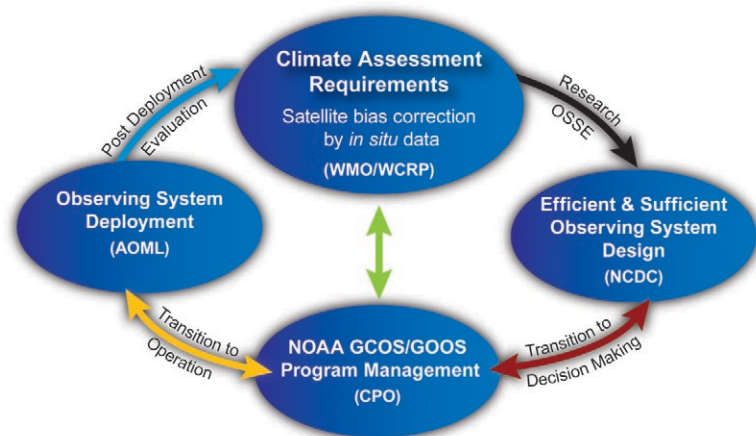 Climate Assessment
Requirements
Satellite bias correction
by in situ data
(WMO/WCRP)
Post Deployment
Evaluation
Research
OSSE
Observing System
Deployment
(AOML)
Efficient & Sufficient
Observing System
Design
(NCDC)
Transition to
Operation
NOAA GCOS/GOOS
Program Management
(CPO)
Transition to
Decision Making